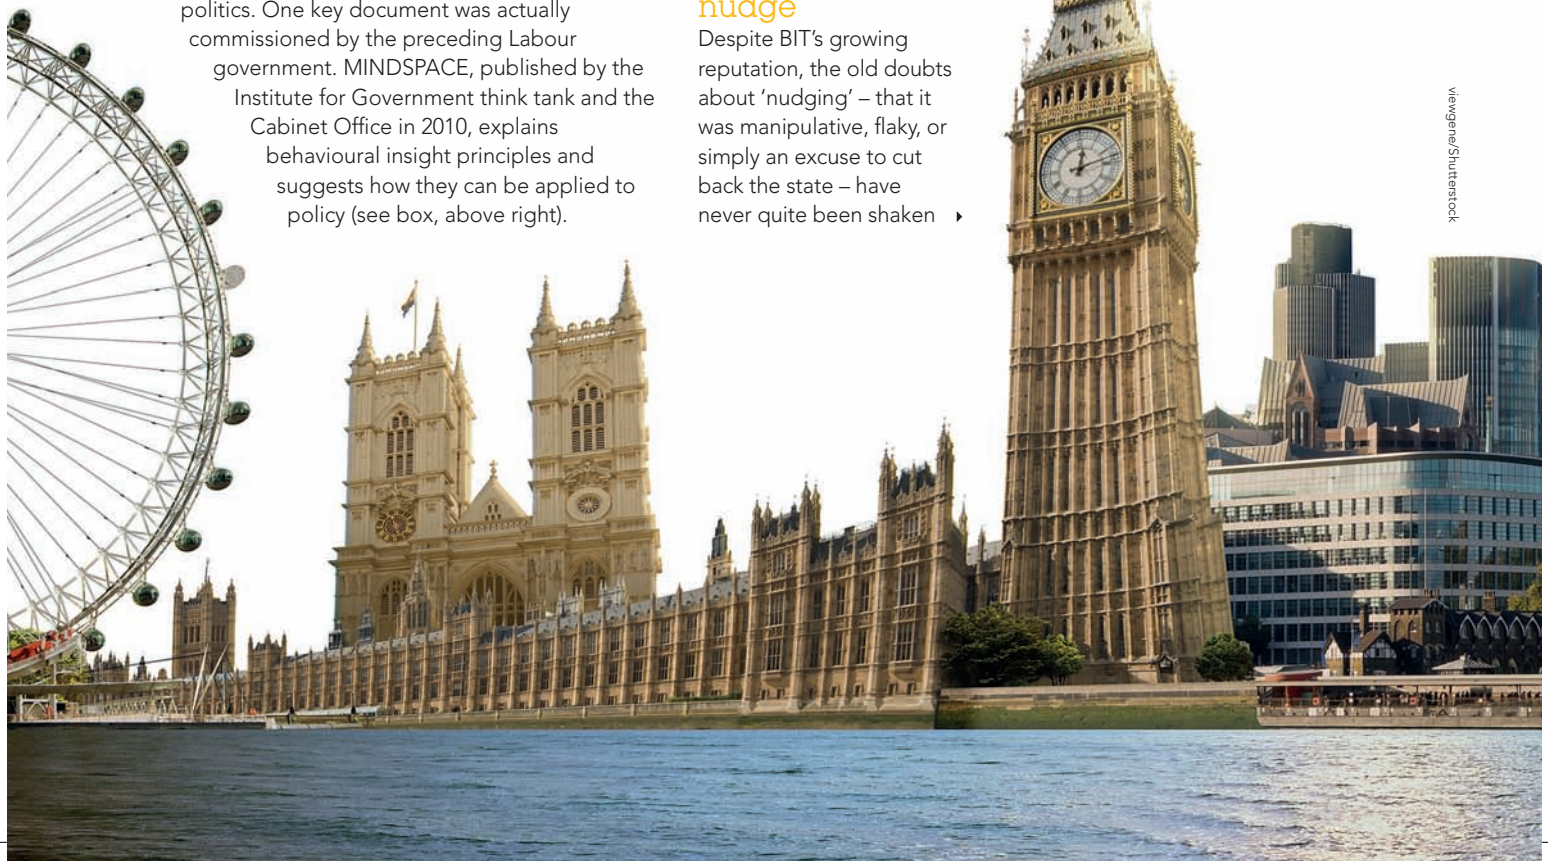 politics. One key document was actually
commissioned by the preceding Labour
government. MINDSPACE, published by the
Institute for Government think tank and the
Cabinet Office in 2010, explains
behavioural insight principles and
suggests how they can be applied to
policy (see box, above right).
nudge
Despite BIT’s growing
reputation, the old doubts
about ‘nudging’ – that it
was manipulative, flaky, or
simply an excuse to cut
back the state – have
never quite been shaken
viewgene/Shutterstock